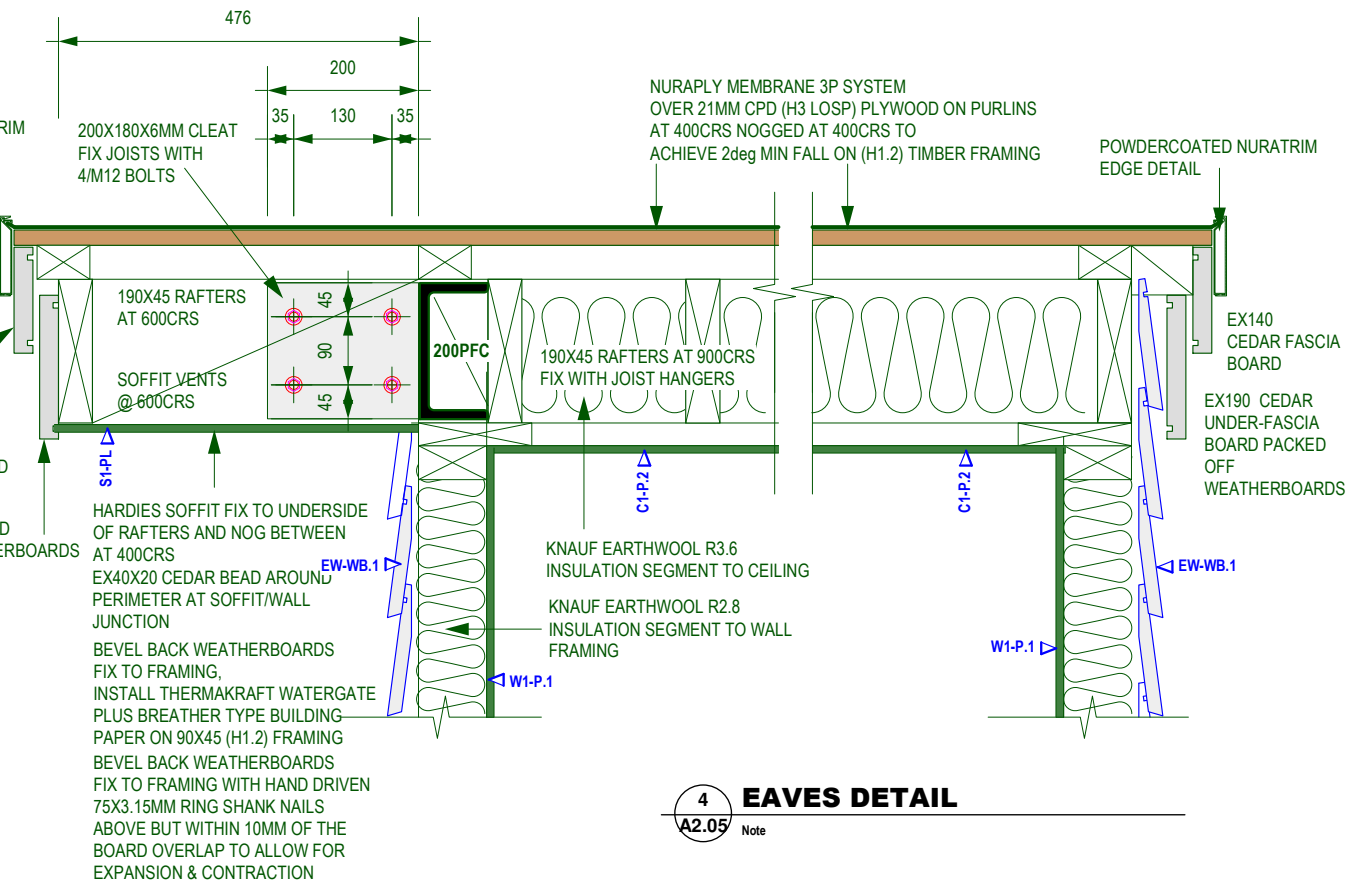 476
200
35
130
35
RIM
200X180X6MM CLEAT
FIX JOISTS WITH
4/M12 BOLTS
NURAPLY MEMBRANE 3P SYSTEM
OVER 21MM CPD (H3 LOSP) PLYWOOD ON PURLINS
AT 400CRS NOGGED AT 400CRS TO
ACHIEVE 2deg MIN FALL ON (H1.2) TIMBER FRAMING
POWDERCOATED NURATRIM
EDGE DETAIL
190X45 RAFTERS
AT 600CRS
SOFFIT VENTS
@ 600CRS
45
90
45
200PFC
190X45 RAFTERS AT 900CRS
FIX WITH JOIST HANGERS
EX140
CEDAR FASCIA
BOARD
EX190 CEDAR
UNDER-FASCIA
BOARD PACKED
OFF
WEATHERBOARDS
S1-PL
C1-P.2
C1-P.2
D
D
ERBOARDS
HARDIES SOFFIT FIX TO UNDERSIDE
OF RAFTERS AND NOG BETWEEN
AT 400CRS
EX40X20 CEDAR BEAD AROUND
PERIMETER AT SOFFIT/WALL
JUNCTION
EW-WB.1
KNAUF EARTHWOOL R3.6
INSULATION SEGMENT TO CEILING
KNAUF EARTHWOOL R2.8
INSULATION SEGMENT TO WALL
FRAMING
EW-WB.1
W1-P.1
W1-P.1
BEVEL BACK WEATHERBOARDS
FIX TO FRAMING,
INSTALL THERMAKRAFT WATERGATE
PLUS BREATHER TYPE BUILDING
PAPER ON 90X45 (H1.2) FRAMING
BEVEL BACK WEATHERBOARDS
FIX TO FRAMING WITH HAND DRIVEN
75X3.15MM RING SHANK NAILS
ABOVE BUT WITHIN 10MM OF THE
BOARD OVERLAP TO ALLOW FOR
EXPANSION & CONTRACTION
4
A2.05
EAVES DETAIL
Note